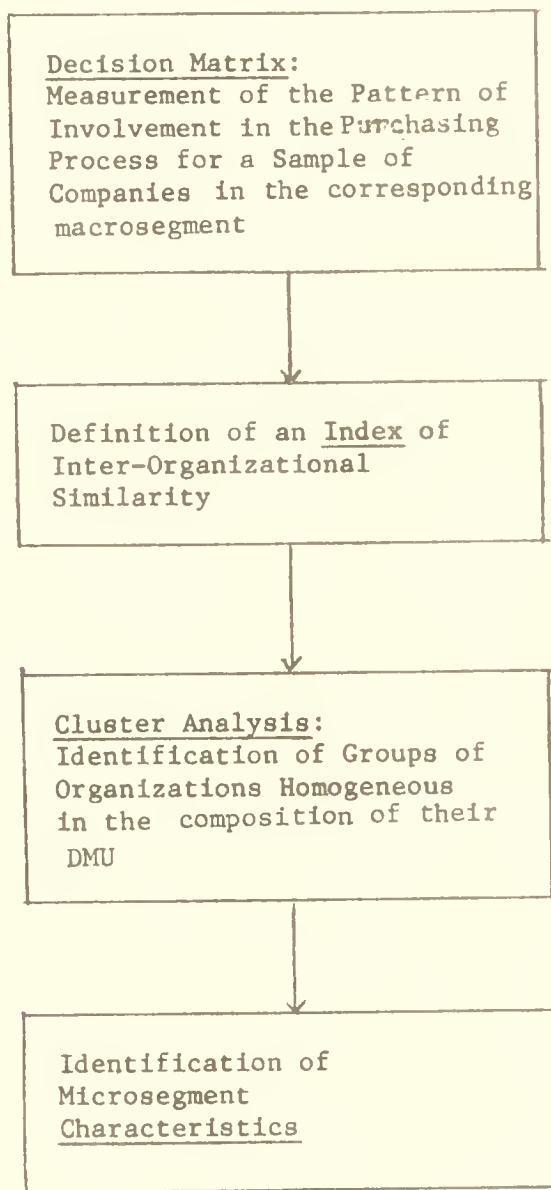 Decision Matrix:
Measurement of the Pattern of
Involvement in the Purchasing
Process for a Sample of
Companies in the corresponding
macrosegment
Definition of an Index of
Inter-Organizational
Similarity
Cluster Analysis:
Identification of Groups of
Organizations Homogeneous
in the composition of their
DMU
Identification of
Microsegment
Characteristics